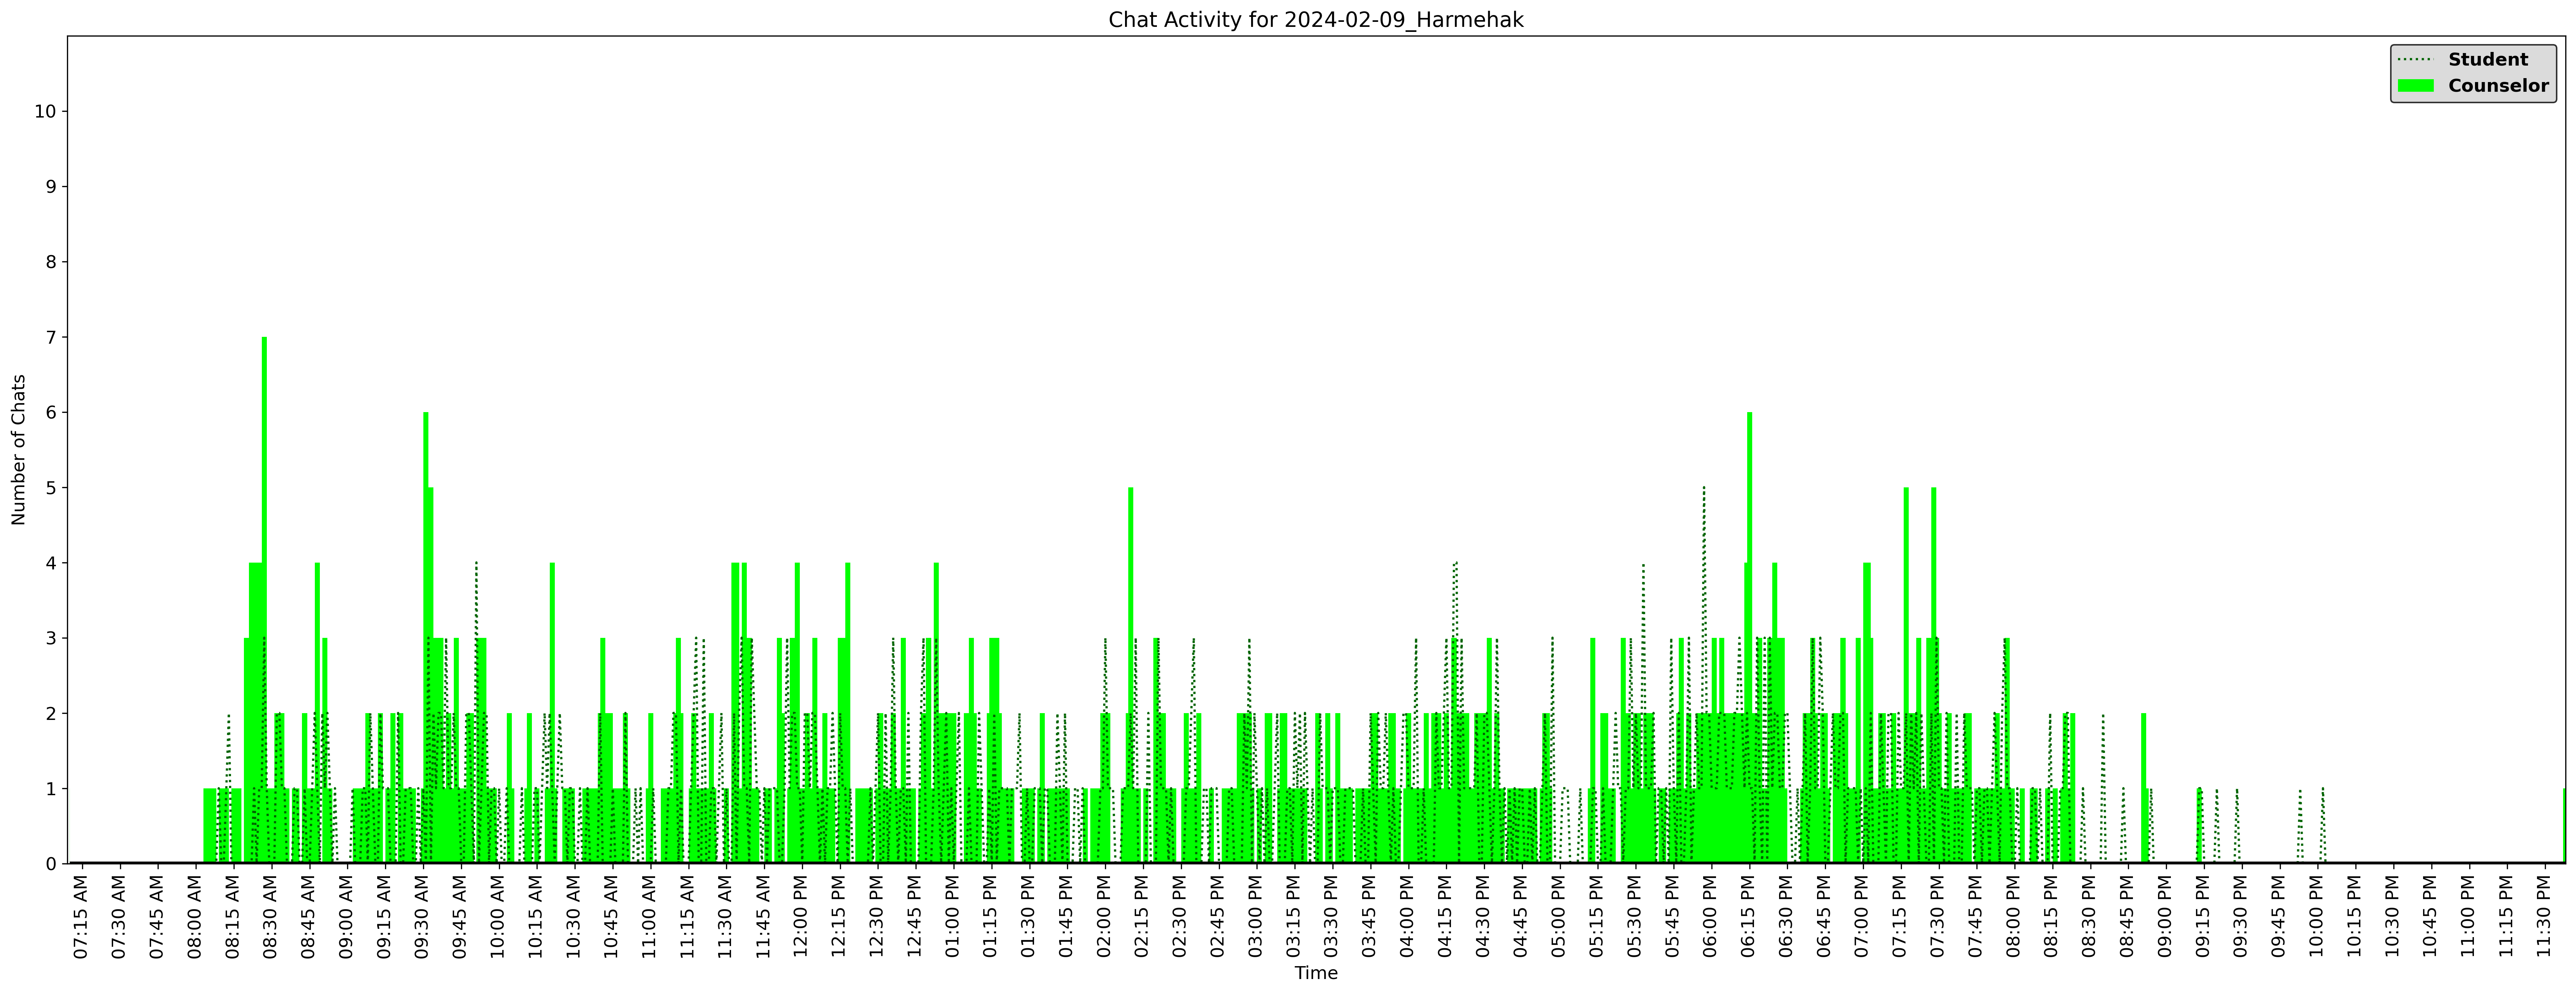 Chat Activity for 2024-02-09_Harmehak
Student
Counselor
10
9
8
7
6
5
4
3
2
1
0
Number of Chats
07:15 AM
07:30 AM
07:45 AM
08:00 AM
08:15 AM
08:30 AM
08:45 AM
09:00 AM
09:15 AM
09:30 AM
09:45 AM
10:00 AM
10:15 AM
10:30 AM
10:45 AM
11:00 AM
11:15 AM
11:30 AM
11:45 AM
12:00 PM
12:15 PM
12:30 PM
12:45 PM
01:00 PM
01:15 PM
01:30 PM
01:45 PM
02:00 PM
02:15 PM
02:30 PM
02:45 PM
03:00 PM
03:15 PM
03:30 PM
03:45 PM
04:00 PM
04:15 PM
04:30 PM
04:45 PM
05:00 PM
05:15 PM
05:30 PM
05:45 PM
06:00 PM
06:15 PM
06:30 PM
06:45 PM
07:00 PM
07:15 PM
07:30 PM
07:45 PM
08:00 PM
08:15 PM
08:30 PM
08:45 PM
09:00 PM
09:15 PM
09:30 PM
09:45 PM
10:00 PM
10:15 PM
10:30 PM
10:45 PM
11:00 PM
11:15 PM
11:30 PM
Time